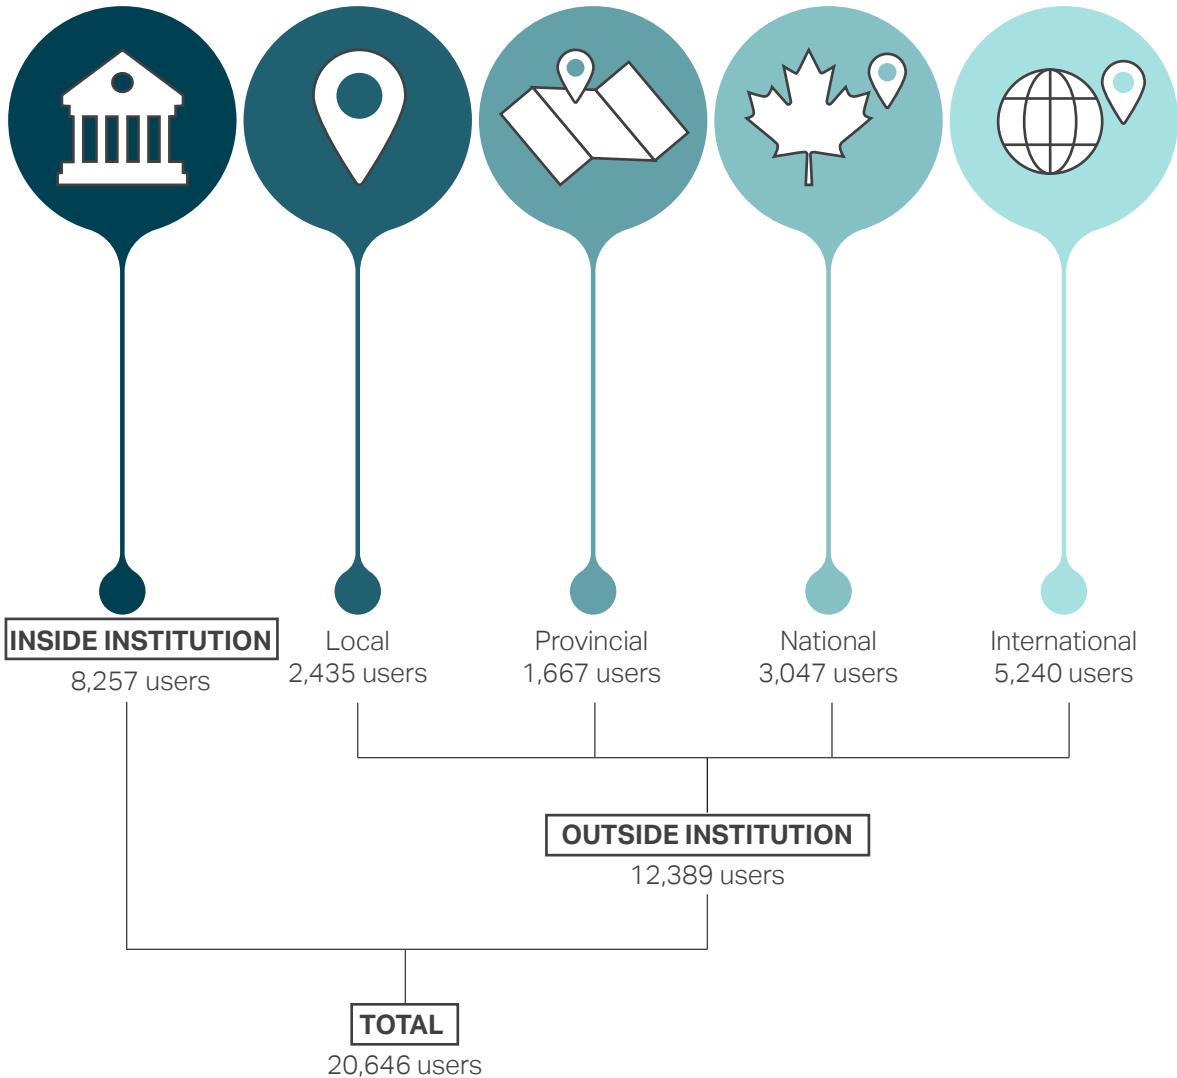 INSIDE INSTITUTION
8,257 users
Local
2,435 users
Provincial
1,667 users
National
3,047 users
International
5,240 users
OUTSIDE INSTITUTION
12,389 users
TOTAL
20,646 users